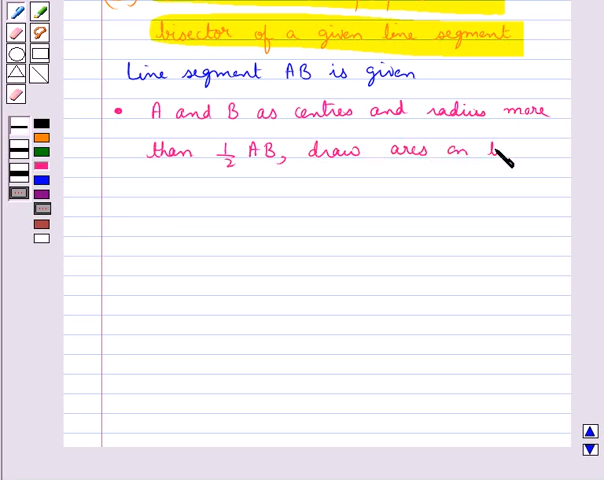 bisector of a given line segment
Line segment AB is given
• A and B as centres and radius more
than 1/2 AB, draw arcs on